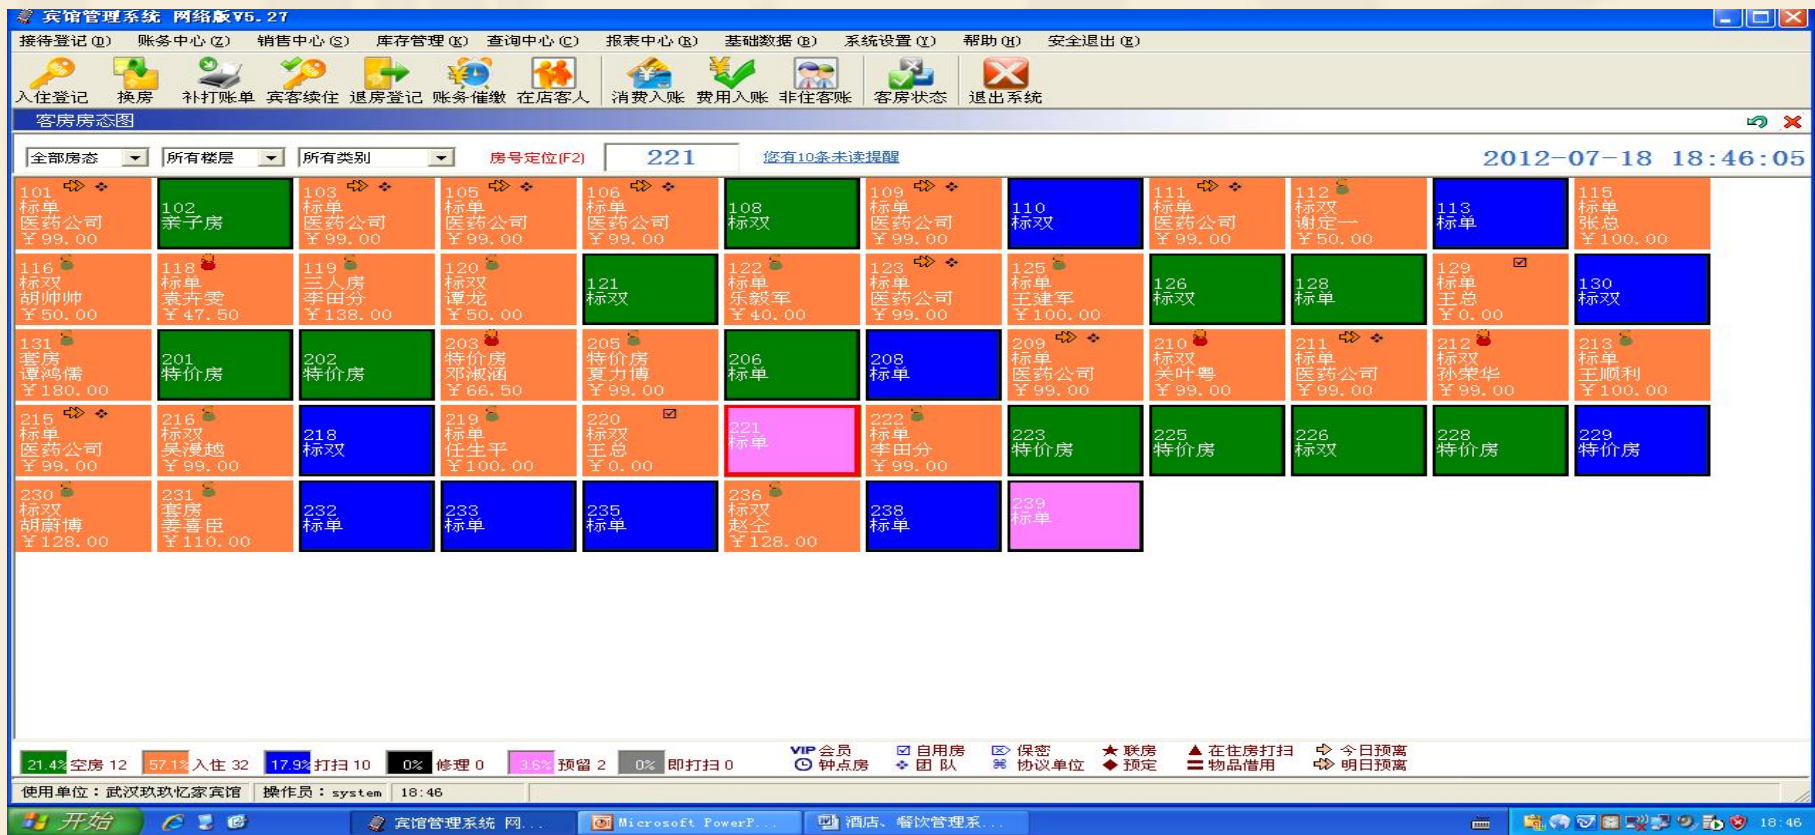 宾馆管理系统 网络版V5.27
接待登记(D) 账务中心(Z) 销售中心(S) 库存管理(K) 查询中心(C) 报表中心(R) 基础数据(B) 系统设置(Y) 帮助(H) 安全退出(E)
入住登记 换房 补打账单 宾客续住 退房登记 账务催缴 在店客人 消费入账 费用入账 非住客账 客房状态 退出系统
客房房态图
全部房态 所有楼层 所有类别 房号定位(F2) 221 您有10条未读提醒 2012-07-18 18:46:05
101 103 105 106 109 111 112 115
标单 102 标单 标单 标单 108 标单 110 标单 标双 113 标单
医药公司 亲子房 医药公司 医药公司 医药公司 标双 医药公司 标双 医药公司 谢定一 标单 张总
￥99.00 ￥99.00 ￥99.00 ￥99.00 ￥99.00 ￥99.00 ￥50.00 ￥100.00
116 118 119 120 122 123 125 129
标双 标单 三人房 标双 121 标单 标单 标单 126 128 标单 130
胡帅帅 袁卉雯 李田分 谭龙 标双 乐毅军 医药公司 王建军 标双 标单 王总 标双
￥50.00 ￥47.50 ￥138.00 ￥50.00 ￥40.00 ￥99.00 ￥100.00 ￥0.00
131 203 205 209 210 211 212 213
套房 201 202 特价房 特价房 206 208 标单 标双 标单 标双 标单
谭鸿儒 特价房 特价房 邓淑涵 夏力博 标单 标单 医药公司 关叶粤 医药公司 孙荣华 王顺利
￥180.00 ￥66.50 ￥99.00 ￥99.00 ￥99.00 ￥99.00 ￥99.00 ￥100.00
215 216 219 220 221 222
标单 标双 218 标单 标双 标单 标单 223 225 226 228 229
医药公司 吴漫越 标双 任生平 王总 李田分 特价房 特价房 标双 特价房 特价房
￥99.00 ￥99.00 ￥100.00 ￥0.00 ￥99.00
230 231 236 239
标双 套房 232 233 235 标双 238 标单
胡蔚博 姜喜臣 标单 标单 标单 赵仝 标单
￥128.00 ￥110.00 ￥128.00
VIP 会员 自用房 保密 联房 在住房打扫 今日预离
21.4% 空房 12 57.1% 入住 32 17.9% 打扫 10 0% 修理 0 3.6% 预留 2 0% 即打扫 0 钟点房 团 队 协议单位 预定 物品借用 明日预离
使用单位：武汉玖玖忆家宾馆 操作员：system 18:46
开始 宾馆管理系统 网... Microsoft PowerP... 酒店、餐饮管理系... 18:46